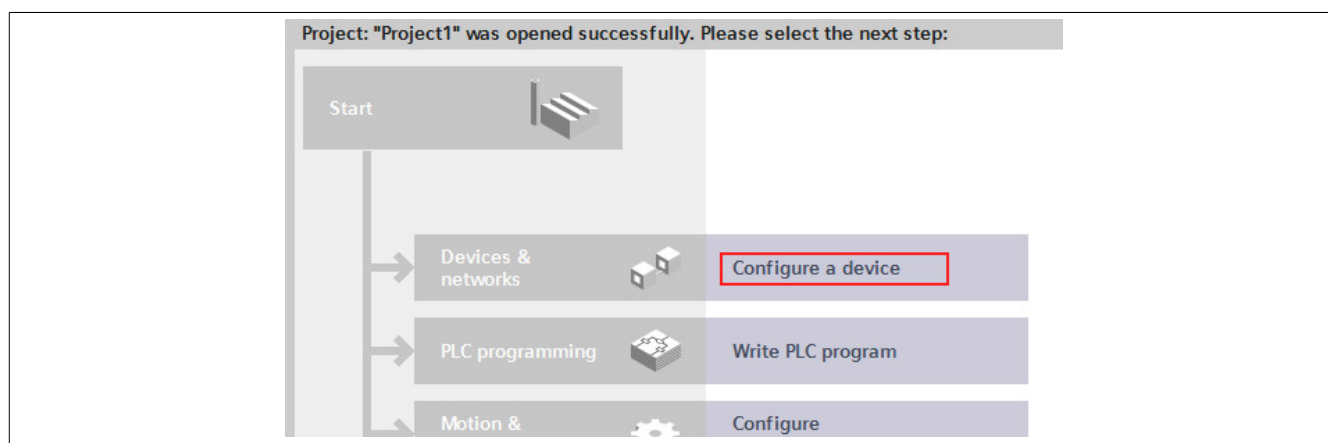 Project: "Project1" was opened successfully. Please select the next step:
Start
Devices &
networks
Configure a device
PLC programming
Write PLC program
Motion &
Configure